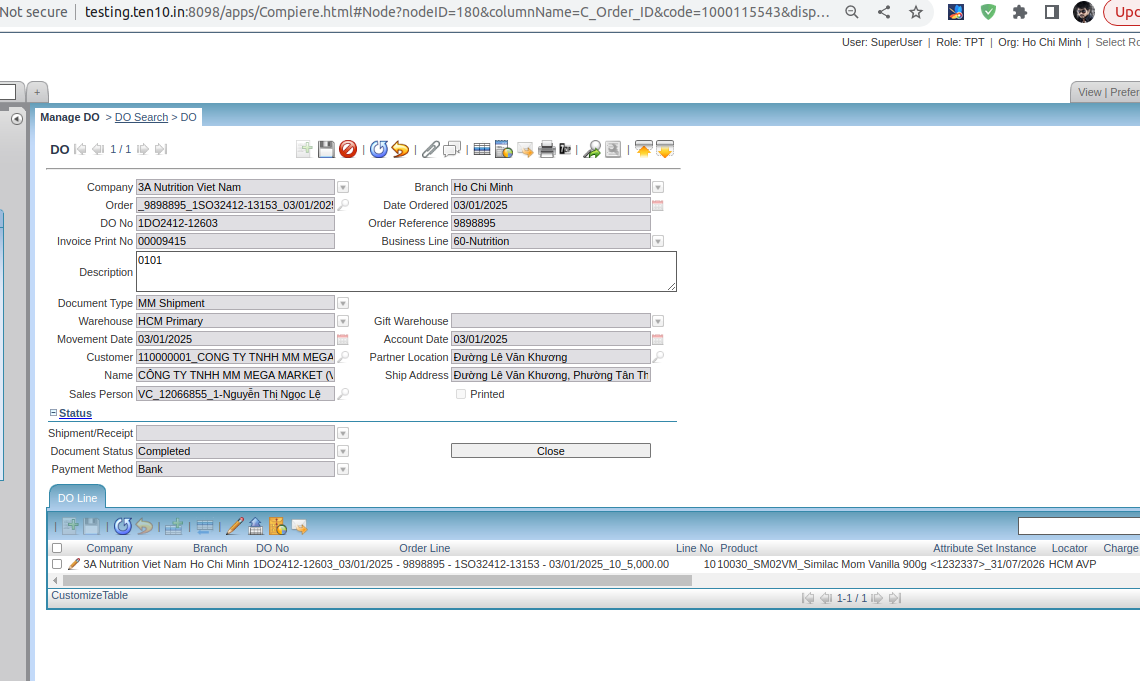 Not secure | testing.ten10.in:8098/apps/Compiere.html#Node?nodeID=180&columnName=C_Order_ID&code=1000115543&disp... Upc
User: SuperUser | Role: TPT | Org: Ho Chi Minh | Select Ro
+ View | Prefer
Manage DO > DO Search > DO
DO 1 / 1
Company 3A Nutrition Viet Nam Branch Ho Chi Minh
Order _9898895_1SO32412-13153_03/01/2025 Date Ordered 03/01/2025
DO No 1DO2412-12603 Order Reference 9898895
Invoice Print No 00009415 Business Line 60-Nutrition
Description 0101
Document Type MM Shipment
Warehouse HCM Primary Gift Warehouse
Movement Date 03/01/2025 Account Date 03/01/2025
Customer 110000001_CONG TY TNHH MM MEGA Partner Location Đường Lê Văn Khương
Name CÔNG TY TNHH MM MEGA MARKET (V Ship Address Đường Lê Văn Khương, Phường Tân Th
Sales Person VC_12066855_1-Nguyễn Thị Ngọc Lệ Printed
Status
Shipment/Receipt
Document Status Completed Close
Payment Method Bank
DO Line
Company Branch DO No Order Line Line No Product Attribute Set Instance Locator Charge
3A Nutrition Viet Nam Ho Chi Minh 1DO2412-12603_03/01/2025 - 9898895 - 1SO32412-13153 - 03/01/2025_10_5,000.00 10 10030_SM02VM_Similac Mom Vanilla 900g <1232337>_31/07/2026 HCM AVP
CustomizeTable 1-1 / 1